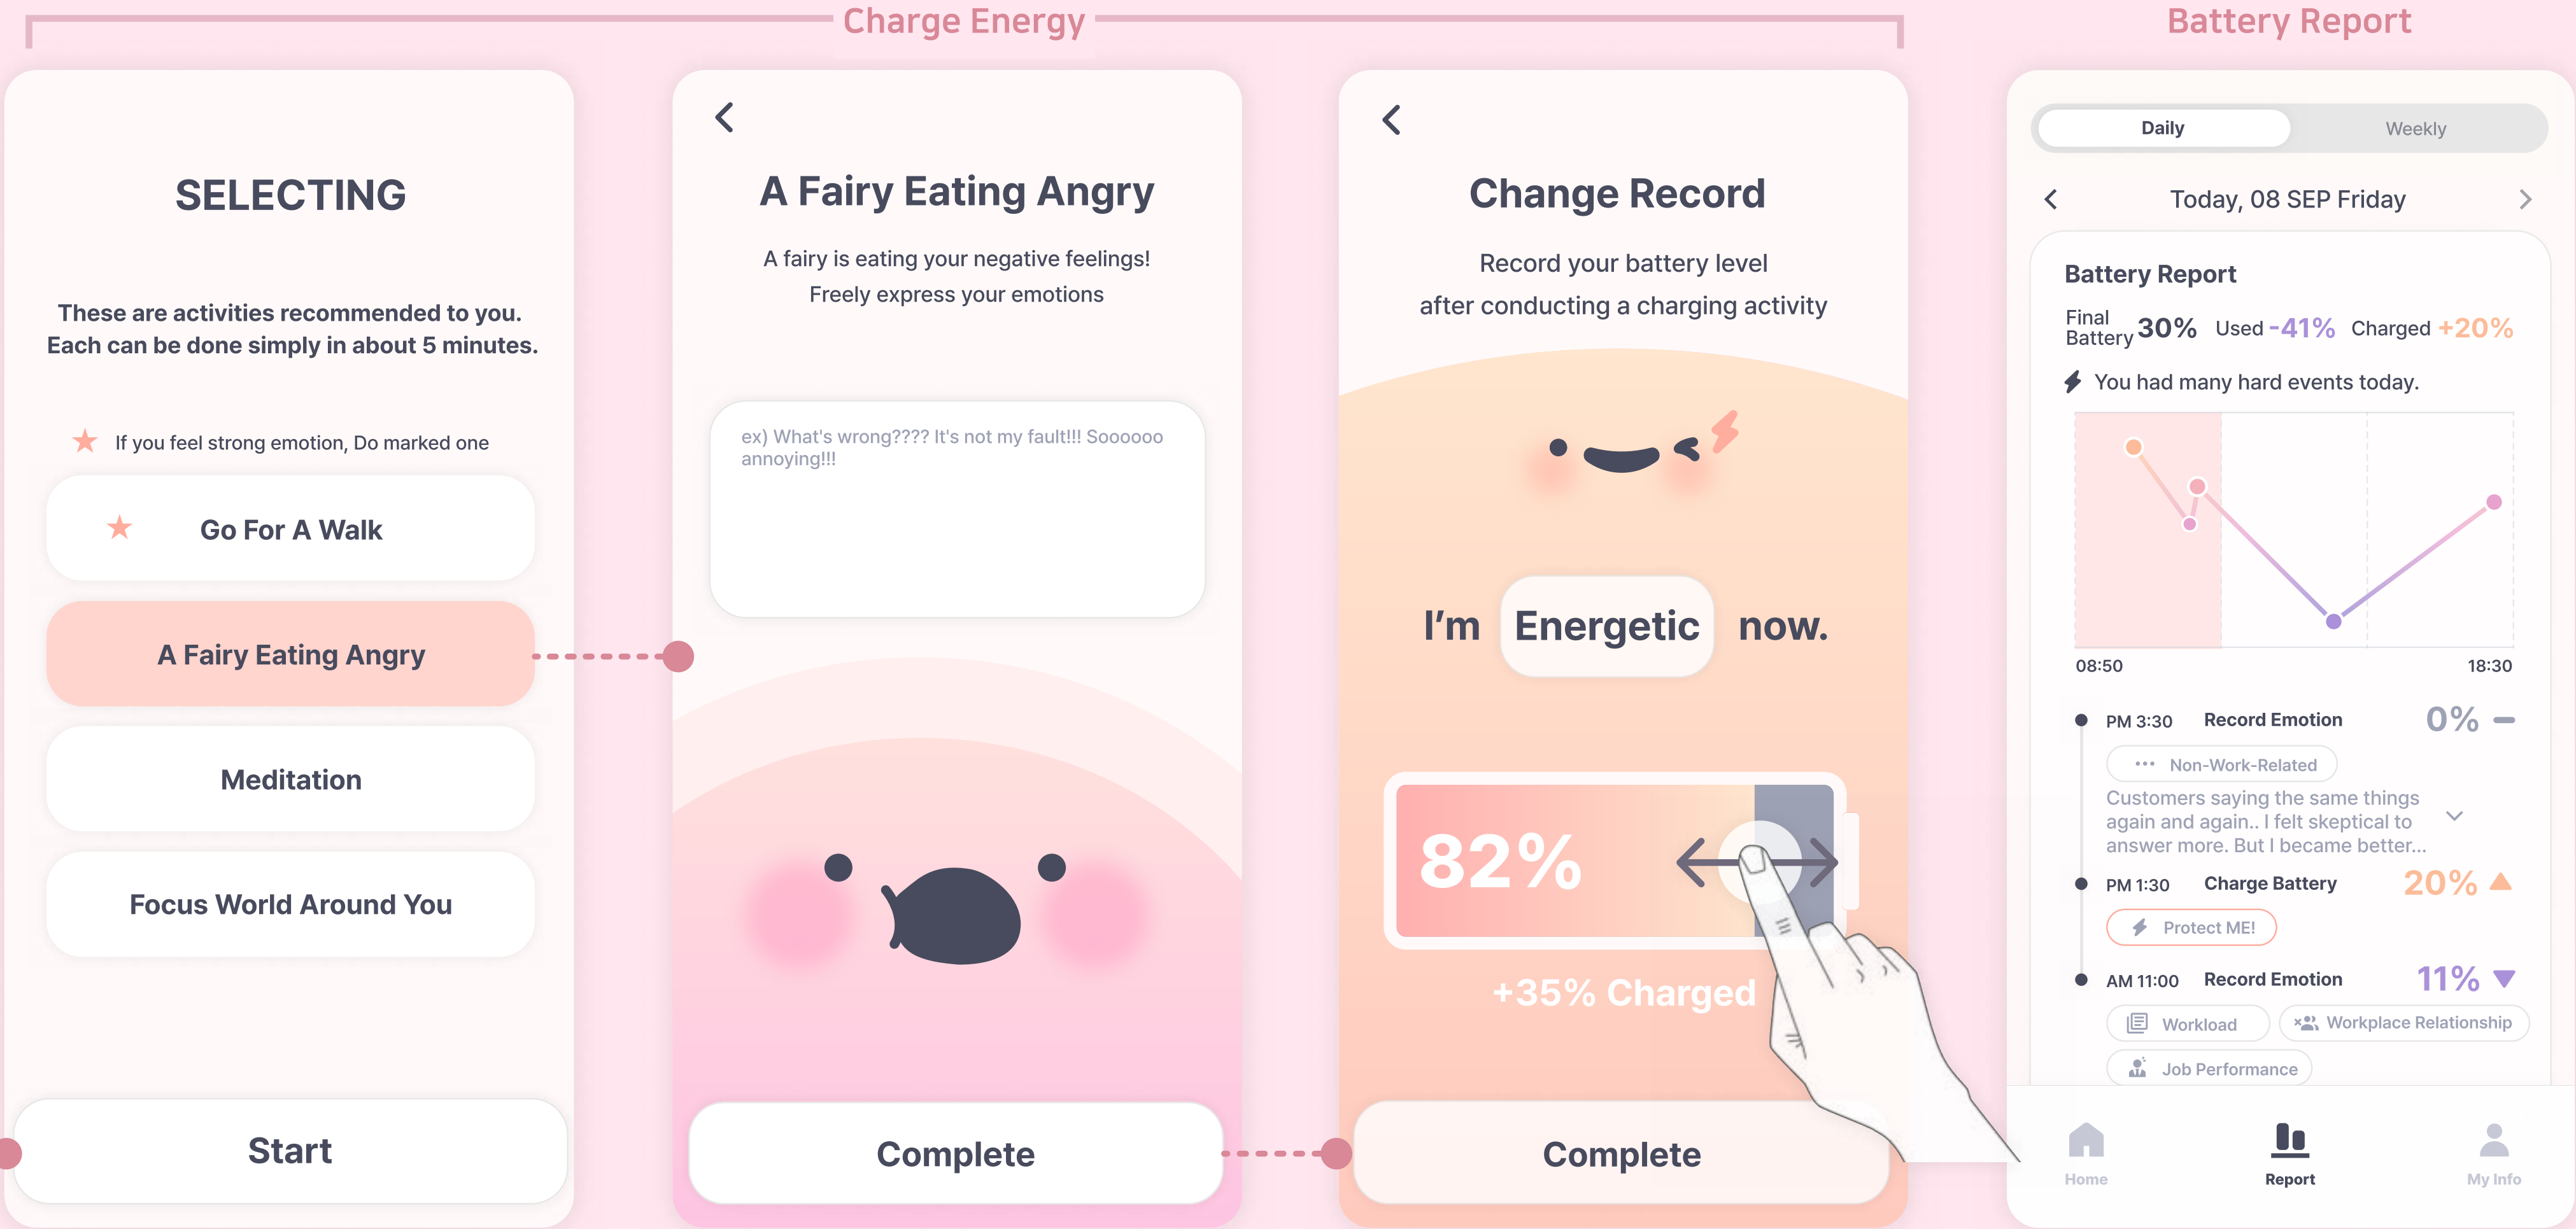 Charge Energy
Battery Report
SELECTING
These are activities recommended to you.
Each can be done simply in about 5 minutes.
If you feel strong emotion, Do marked one
Go For A Walk
A Fairy Eating Angry
Meditation
Focus World Around You
Start
A Fairy Eating Angry
A fairy is eating your negative feelings!
Freely express your emotions
ex) What's wrong???? It's not my fault!!! Soooooo
annoying!!!
Complete
Change Record
Record your battery level
after conducting a charging activity
I'm Energetic now.
82%
+35% Charged
Complete
Daily Weekly
Today, 08 SEP Friday
Battery Report
Final
Battery 30% Used -41% Charged +20%
You had many hard events today.
08:50 18:30
PM 3:30 Record Emotion 0%
Non-Work-Related
Customers saying the same things
again and again.. I felt skeptical to
answer more. But I became better...
PM 1:30 Charge Battery 20%
Protect ME!
AM 11:00 Record Emotion 11%
Workload Workplace Relationship
Job Performance
Home Report My Info